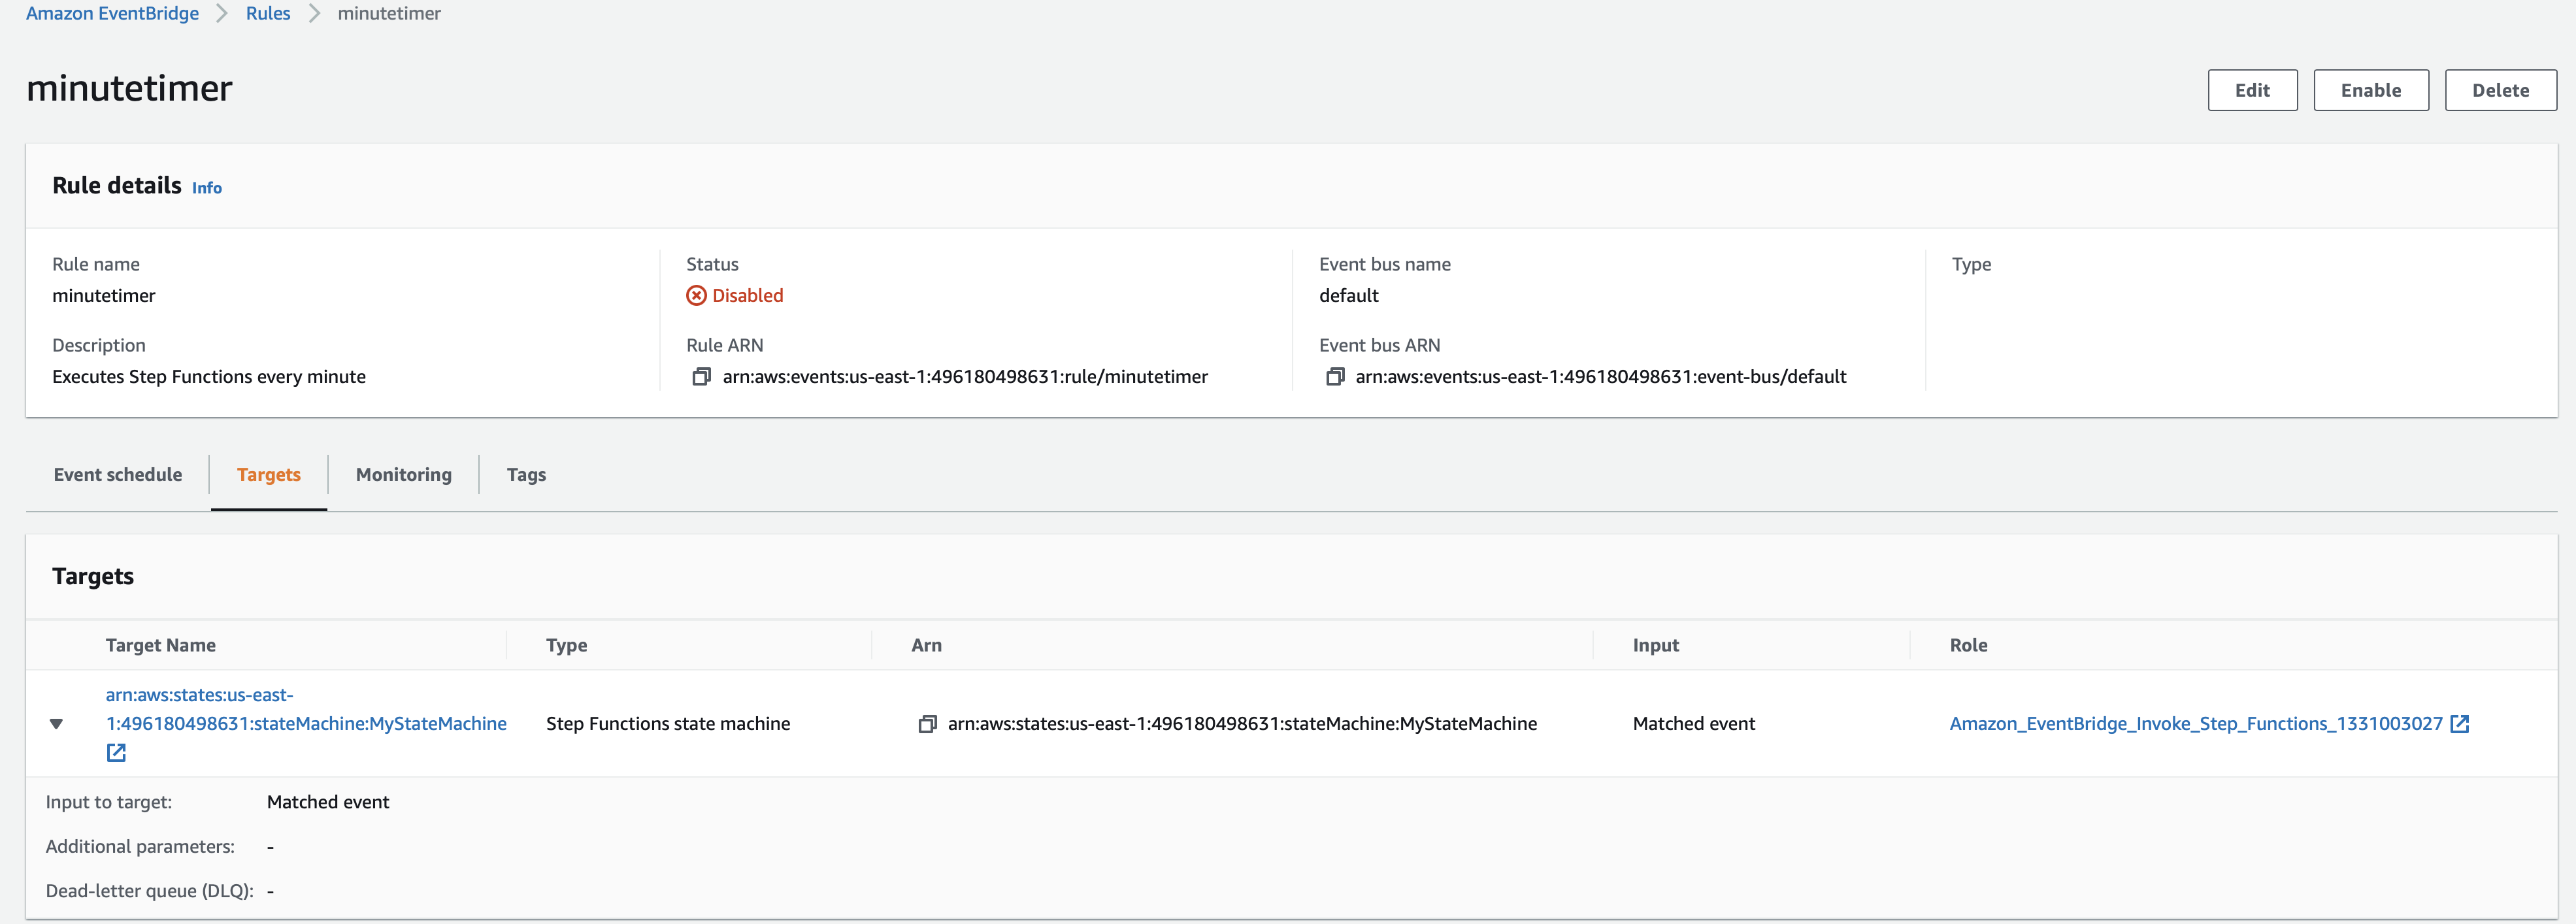 Amazon EventBridge > Rules > minutetimer
minutetimer
Edit Enable Delete
Rule details Info
Rule name Status Event bus name Type
minutetimer Disabled default
Description Rule ARN Event bus ARN
Executes Step Functions every minute arn:aws:events:us-east-1:496180498631:rule/minutetimer arn:aws:events:us-east-1:496180498631:event-bus/default
Event schedule Targets Monitoring Tags
Targets
Target Name Type Arn Input Role
arn:aws:states:us-east-
1:496180498631:stateMachine:MyStateMachine Step Functions state machine arn:aws:states:us-east-1:496180498631:stateMachine:MyStateMachine Matched event Amazon_EventBridge_Invoke_Step_Functions_1331003027
Input to target: Matched event
Additional parameters: -
Dead-letter queue (DLQ): -